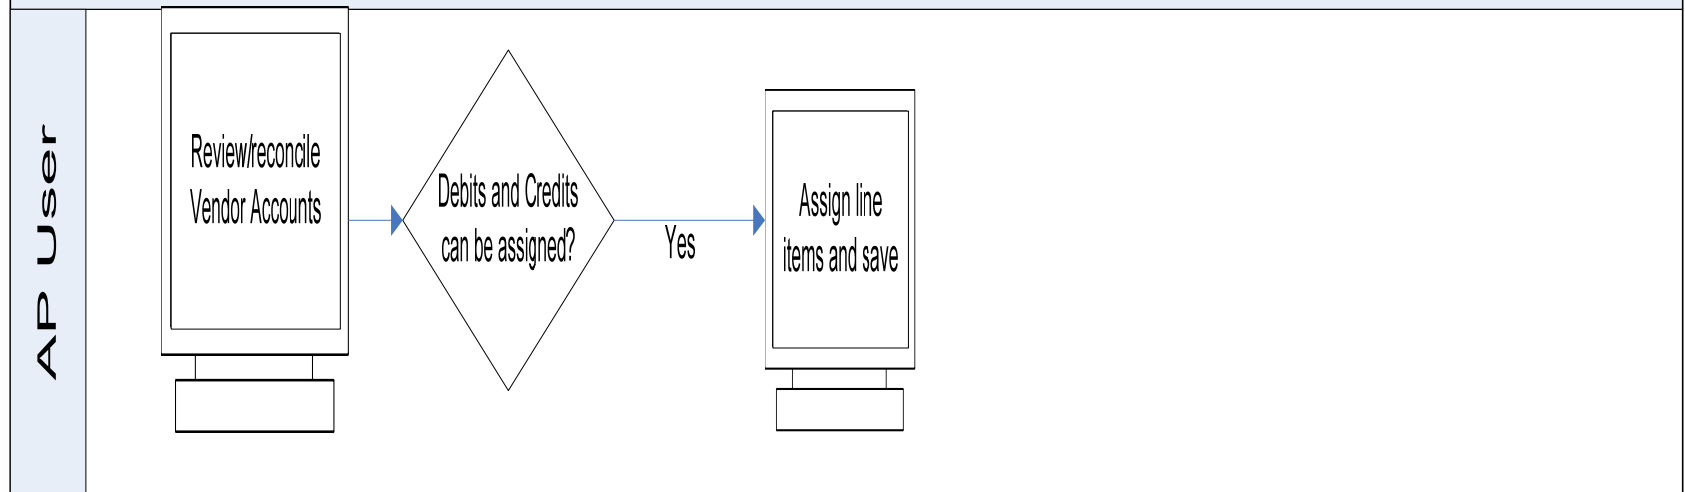 AP User
Review/reconcile
Vendor Accounts
Debits and Credits
can be assigned?
Yes
Assign line
items and save